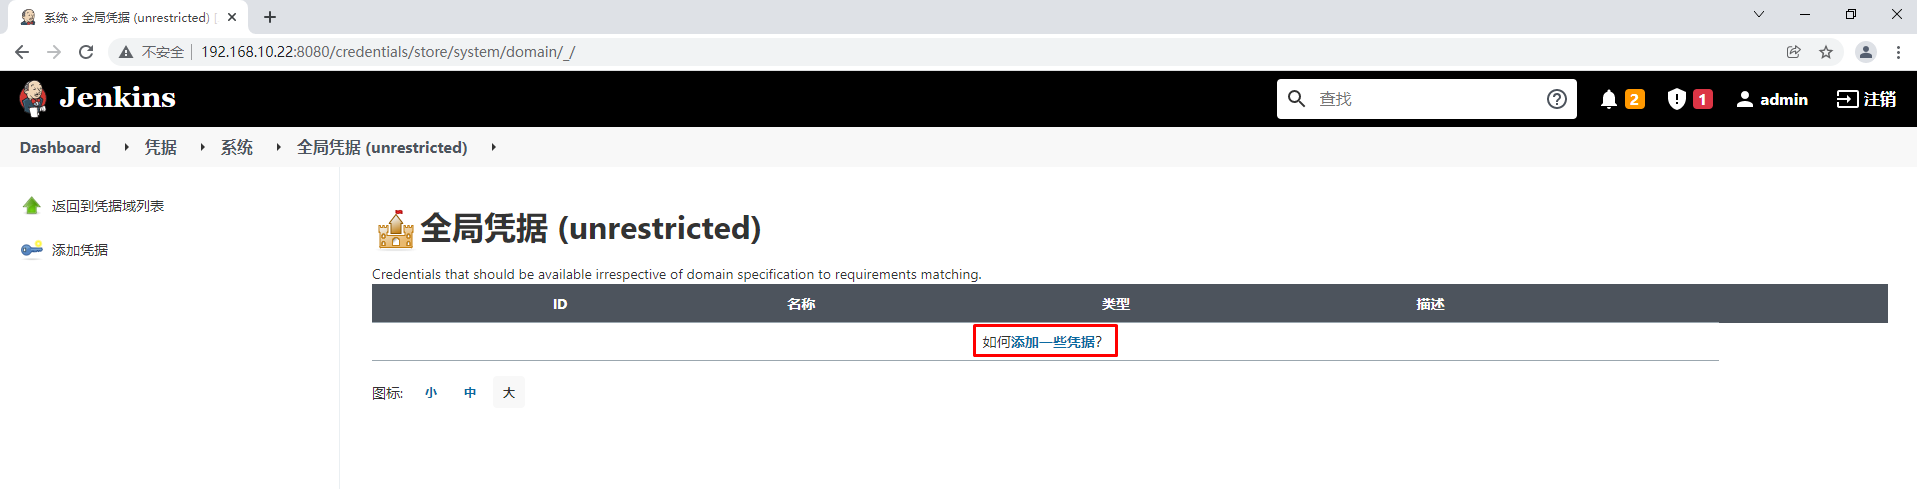 系统 » 全局凭据 (unrestricted)
不安全 192.168.10.22:8080/credentials/store/system/domain/_/
Jenkins
查找
2
1
admin
注销
Dashboard 凭据 系统 全局凭据 (unrestricted)
返回到凭据域列表
添加凭据
全局凭据 (unrestricted)
Credentials that should be available irrespective of domain specification to requirements matching.
ID 名称 类型 描述
如何添加一些凭据?
图标: 小 中 大